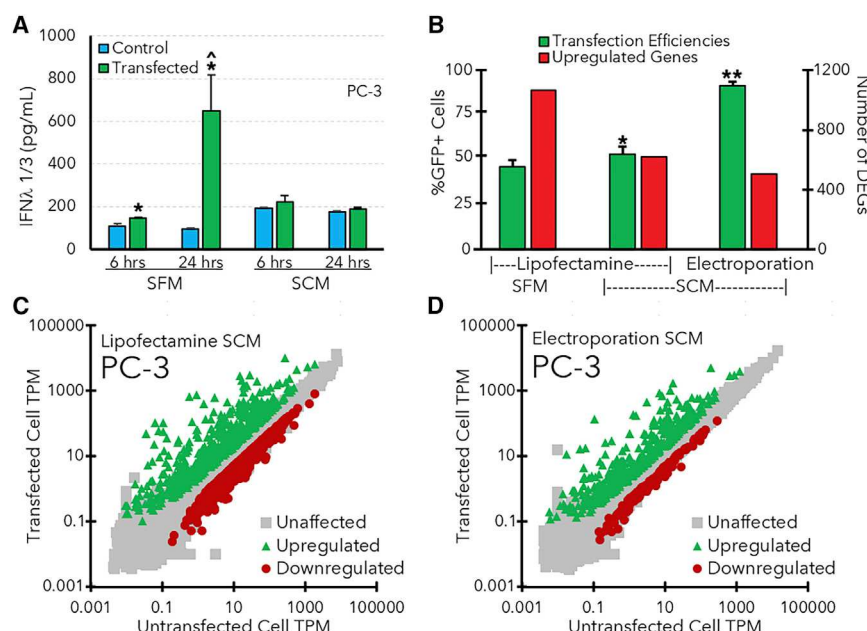 A
1000
800
600
400
200
0
IFNλ 1/3 (pg/mL)
Control
Transfected
PC-3
^
*
*
6 hrs 24 hrs 6 hrs 24 hrs
SFM SCM
B
Transfection Efficiencies
Upregulated Genes
100
75
50
25
0
%GFP+ Cells
1200
900
600
300
0
Number of DEGs
*
**
|----Lipofectamine------| Electroporation
SFM |------------SCM------------|
C
100000
1000
10
0.1
0.001
Transfected Cell TPM
Lipofectamine SCM
PC-3
Unaffected
Upregulated
Downregulated
0.001 0.1 10 1000 100000
Untransfected Cell TPM
D
100000
1000
10
0.1
0.001
Transfected Cell TPM
Electroporation SCM
PC-3
Unaffected
Upregulated
Downregulated
0.001 0.1 10 1000 100000
Untransfected Cell TPM